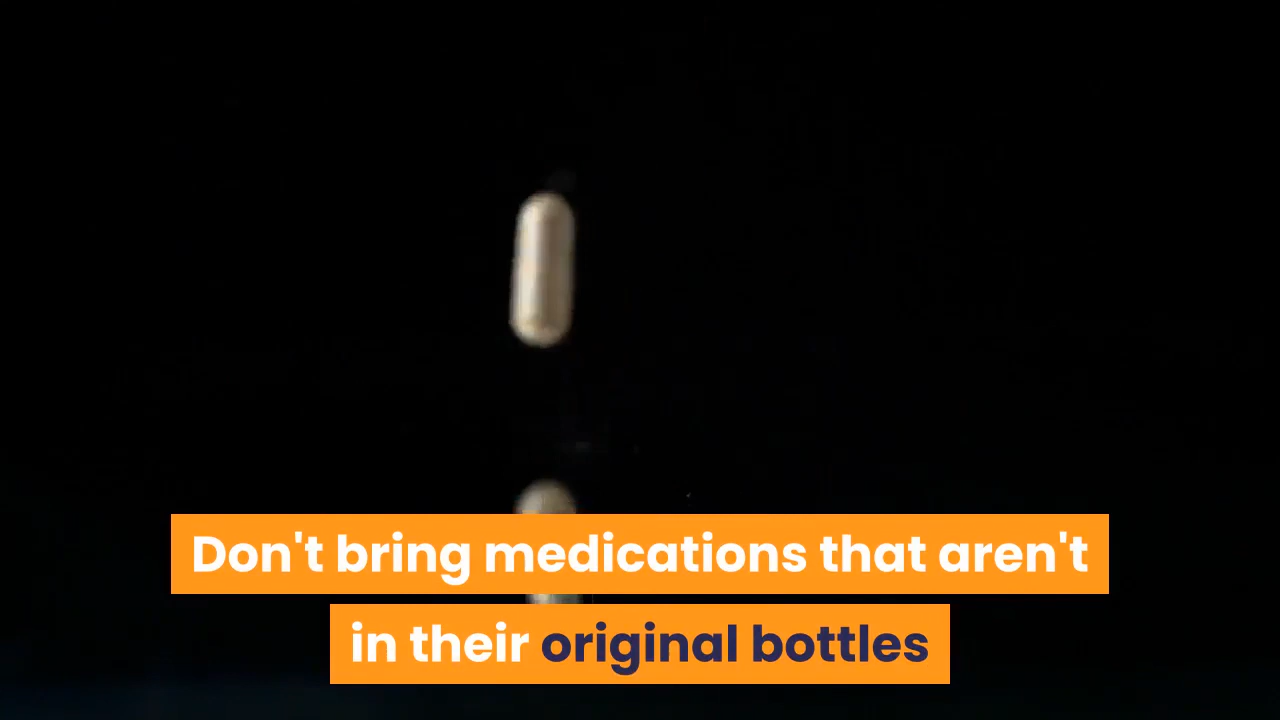 Don't bring medications that aren't
in their original bottles